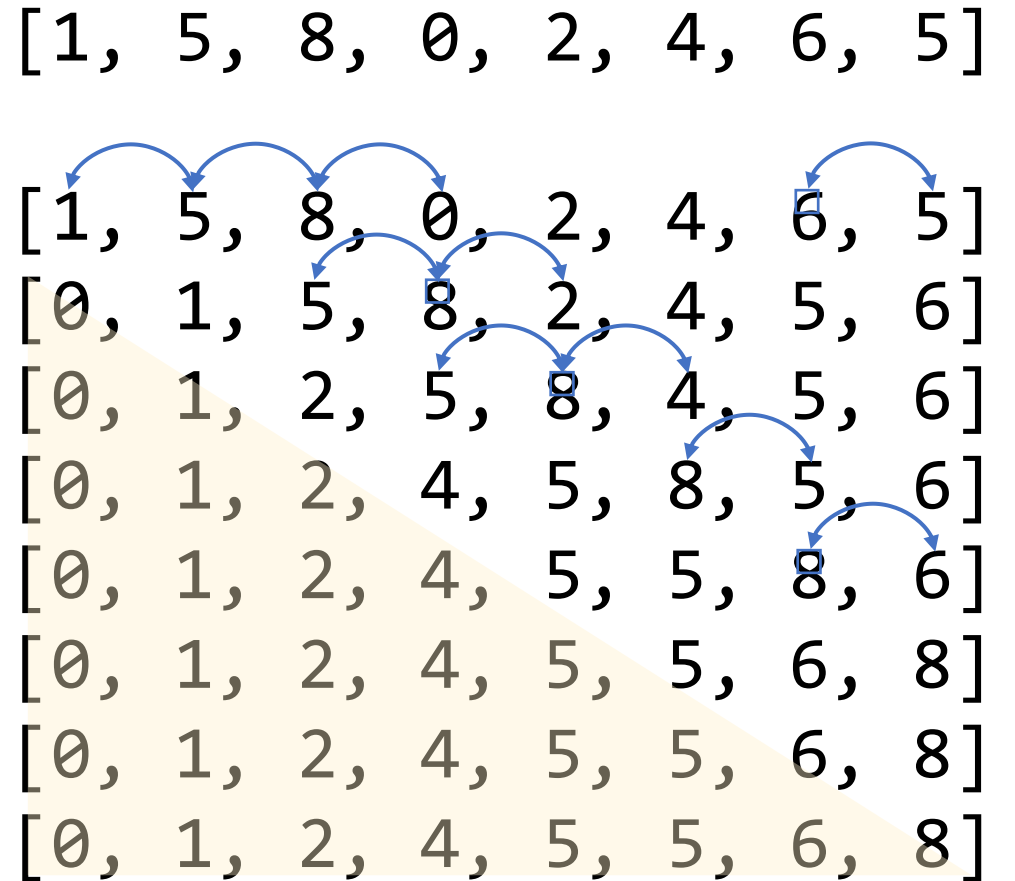 [1, 5, 8, 0, 2, 4, 6, 5]
[1, 5, 8, 0, 2, 4, 6, 5]
[0, 1, 5, 8, 2, 4, 5, 6]
[0, 1, 2, 5, 8, 4, 5, 6]
[0, 1, 2, 4, 5, 8, 5, 6]
[0, 1, 2, 4, 5, 5, 8, 6]
[0, 1, 2, 4, 5, 5, 6, 8]
[0, 1, 2, 4, 5, 5, 6, 8]
[0, 1, 2, 4, 5, 5, 6, 8]